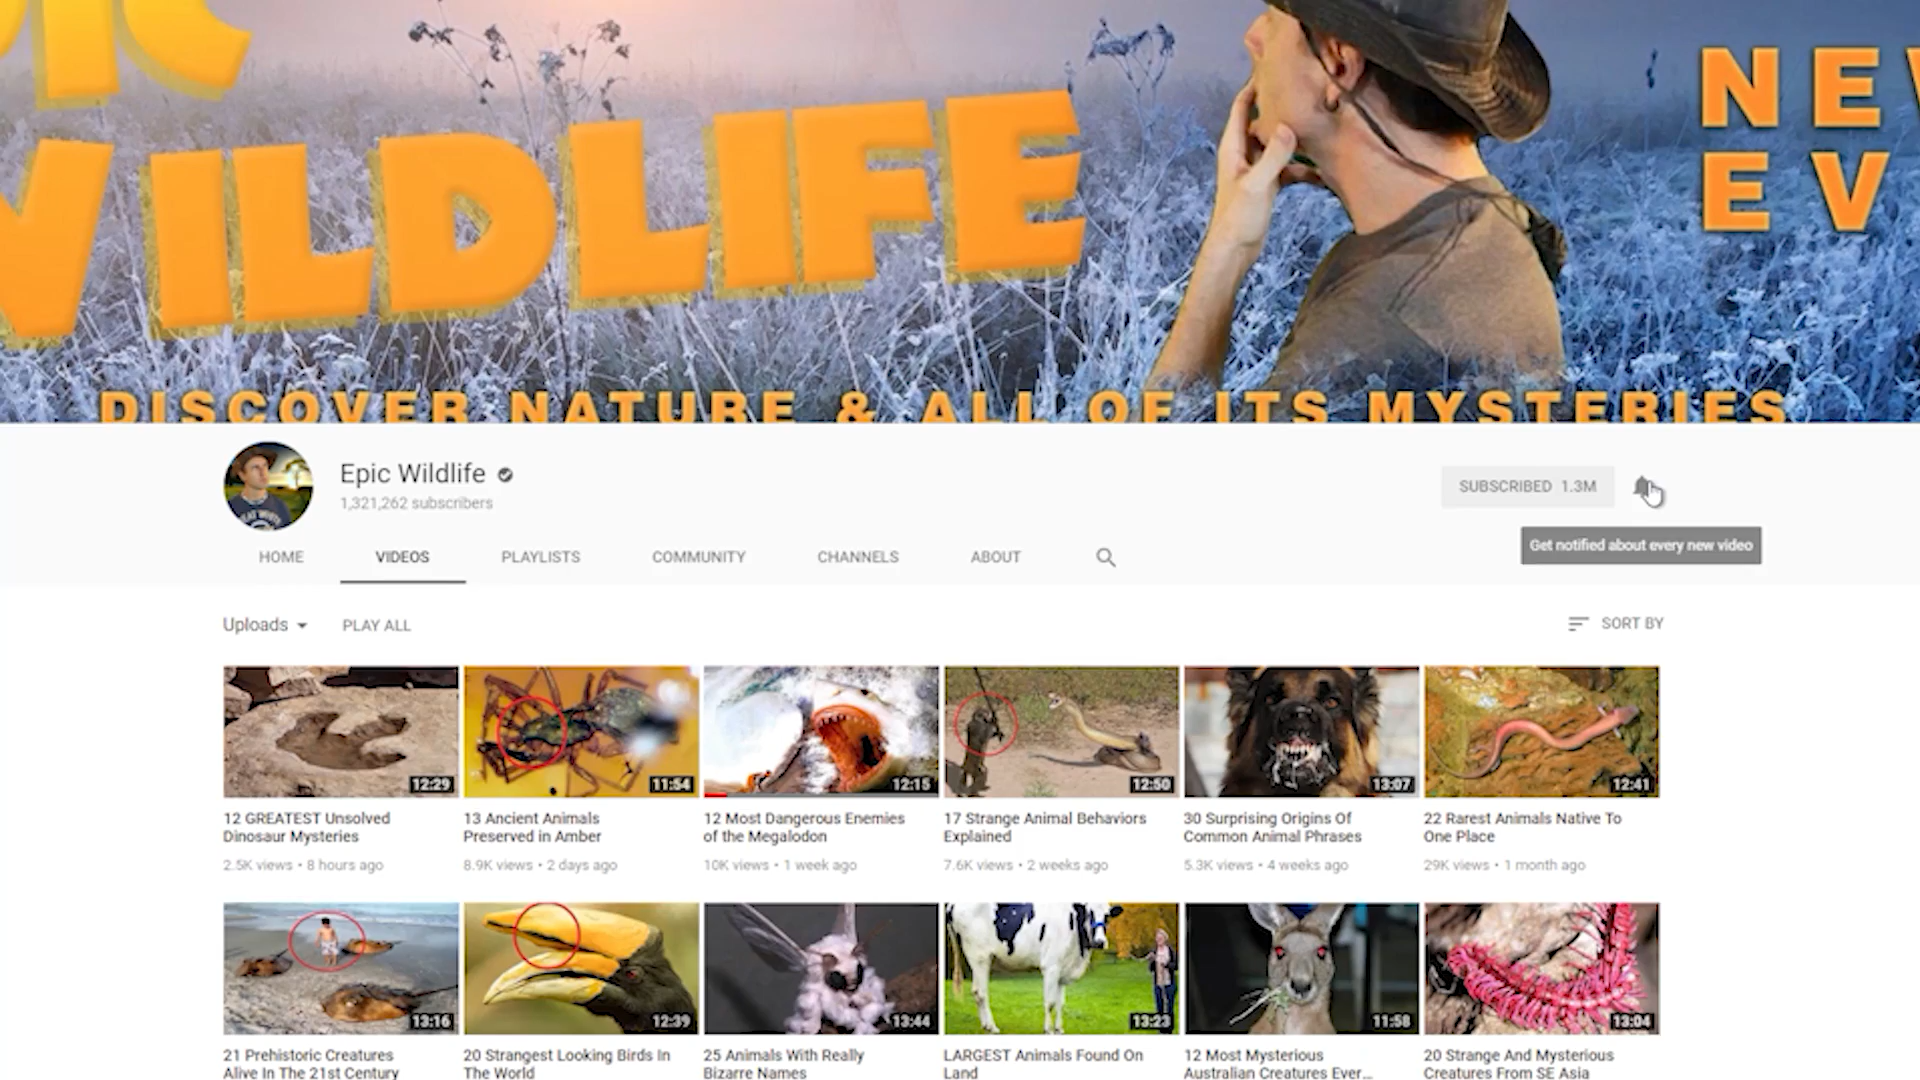 WILDLIFE
NE
EV
DISCOVER NATURE & ALL OF ITS MYSTERIES
Epic Wildlife
1,321,262 subscribers
SUBSCRIBED 1.3M
Get notified about every new video
HOME VIDEOS PLAYLISTS COMMUNITY CHANNELS ABOUT
Uploads PLAY ALL SORT BY
12:29 11:54 12:15 12:50 13:07 12:41
12 GREATEST Unsolved
Dinosaur Mysteries
2.5K views • 8 hours ago
13 Ancient Animals
Preserved in Amber
8.9K views • 2 days ago
12 Most Dangerous Enemies
of the Megalodon
10K views • 1 week ago
17 Strange Animal Behaviors
Explained
7.6K views • 2 weeks ago
30 Surprising Origins Of
Common Animal Phrases
5.3K views • 4 weeks ago
22 Rarest Animals Native To
One Place
29K views • 1 month ago
13:16 12:39 13:44 13:23 11:58 13:04
21 Prehistoric Creatures
Alive In The 21st Century
20 Strangest Looking Birds In
The World
25 Animals With Really
Bizarre Names
LARGEST Animals Found On
Land
12 Most Mysterious
Australian Creatures Ever...
20 Strange And Mysterious
Creatures From SE Asia